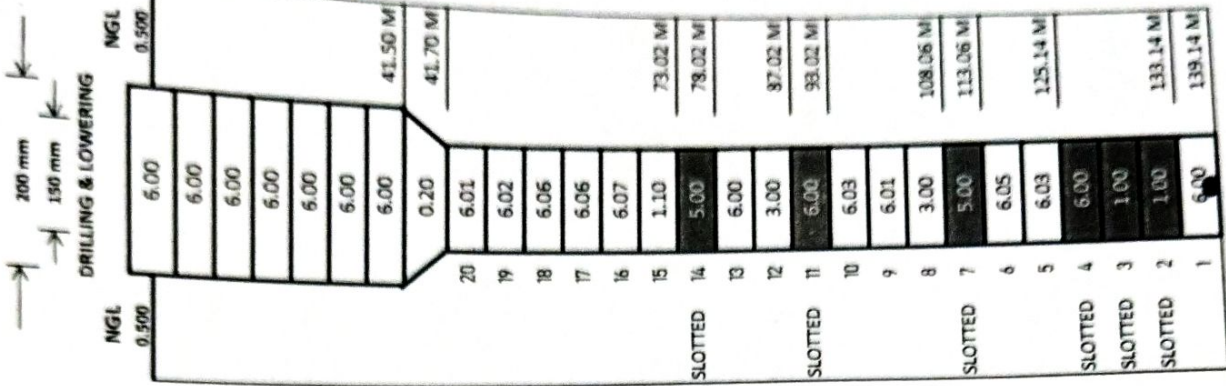 200 mm
150 mm
DRILLING & LOWERING
NGL NGL
0.500 0.500
6.00
6.00
6.00
6.00
6.00
6.00
6.00 41.50 M
0.20 41.70 M
20 6.01
19 6.02
18 6.06
17 6.06
16 6.07
15 1.10 73.02 M
SLOTTED 14 5.00 78.02 M
13 6.00
12 3.00 87.02 M
SLOTTED 11 6.00 93.02 M
10 6.03
9 6.01
8 3.00 108.06 M
SLOTTED 7 5.00 113.06 M
6 6.05
5 6.03 125.14 M
SLOTTED 4 6.00
SLOTTED 3 1.00
SLOTTED 2 1.00 133.14 M
1 6.00 139.14 M